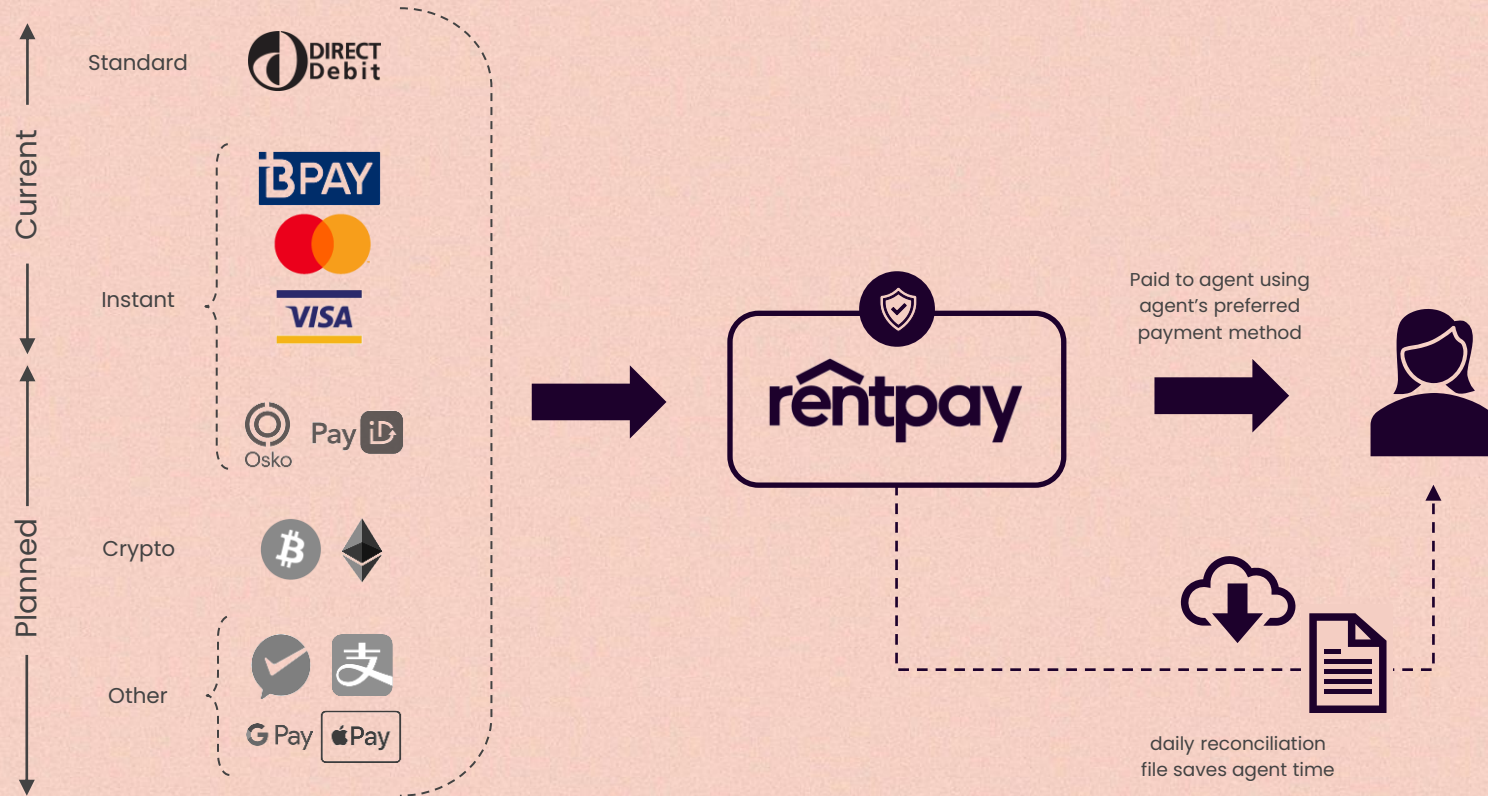 Current
Planned
Standard
DIRECT
Debit
Instant
BPAY
VISA
Osko
Pay iD
Crypto
₿
Other
支
G Pay
Pay
rentpay
Paid to agent using
agent’s preferred
payment method
daily reconciliation
file saves agent time